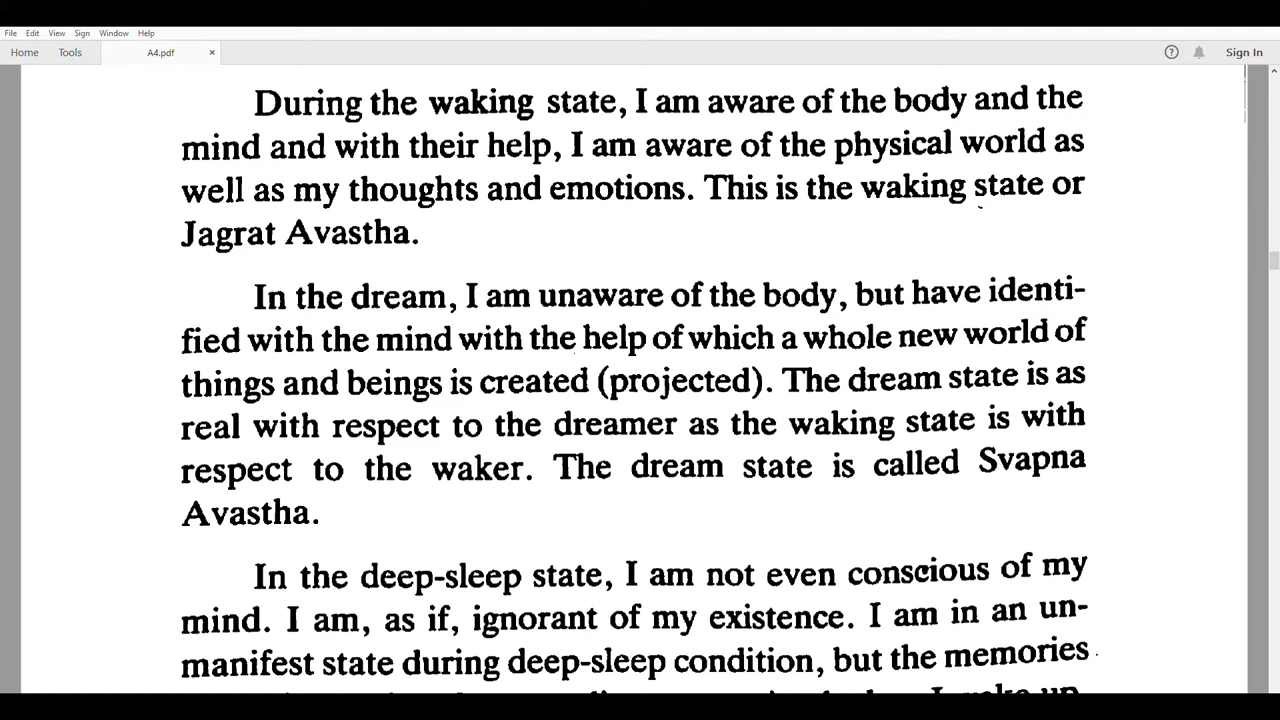 File Edit View Sign Window Help
Home Tools A4.pdf × ? Sign In
During the waking state, I am aware of the body and the
mind and with their help, I am aware of the physical world as
well as my thoughts and emotions. This is the waking state or
Jagrat Avastha.
In the dream, I am unaware of the body, but have identi-
fied with the mind with the help of which a whole new world of
things and beings is created (projected). The dream state is as
real with respect to the dreamer as the waking state is with
respect to the waker. The dream state is called Svapna
Avastha.
In the deep-sleep state, I am not even conscious of my
mind. I am, as if, ignorant of my existence. I am in an un-
manifest state during deep-sleep condition, but the memories
I wake up,